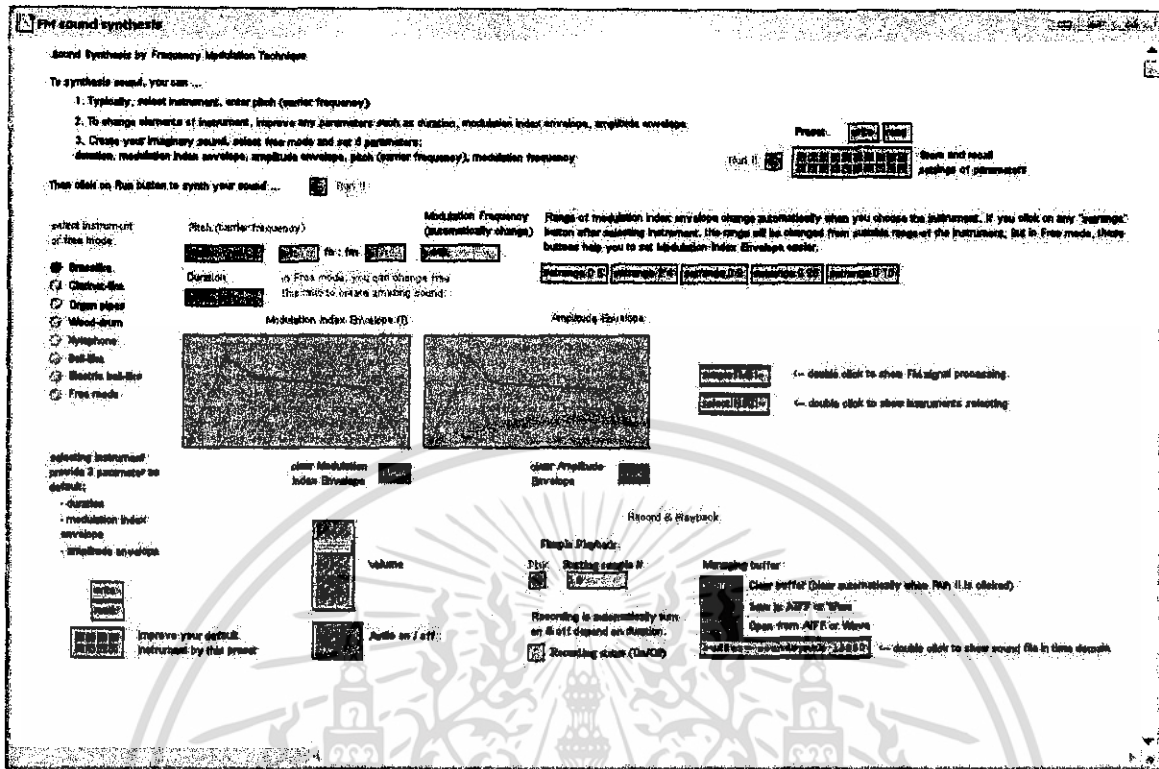 FM sound synthesis
Sound Synthesis by Frequency Modulation Technique
To synthesis sound, you can ...
1. Typically, select instrument, enter pitch (carrier frequency)
2. To change elements of instrument, improve any parameters such as duration, modulation index envelope, amplitude envelope
3. Create your imaginary sound, select free mode and set parameters:
duration, modulation index envelope, amplitude envelope, pitch (carrier frequency), modulation frequency
Then click on Run button to synth your sound ...
Run !!
Preset
write
read
Run !!
Store and recall
settings of parameters
select instrument
or free mode
Brasslike
Clarinet-like
Organ pipes
Wood-drum
Xylophone
Bell-like
Electric bell-like
Free mode
Pitch (carrier frequency)
fc : fm
Modulation Frequency
(automatically change)
Duration
in Free mode, you can change
this ratio to create amazing sound
Range of modulation index envelope change automatically when you choose the instrument. If you click on any "setrange"
button after selecting instrument, the range will be changed from suitable range of the instrument, but in Free mode, these
buttons help you to set Modulation Index Envelope easier.
Modulation Index Envelope (I)
Amplitude Envelope
<-- double click to show FM signal processing
<-- double click to show instruments selecting
selecting instrument
provide 3 parameter as
default:
- duration
- modulation index
envelope
- amplitude envelope
clear Modulation
Index Envelope
clear Amplitude
Envelope
write
read
Improve your default
instrument by this preset
Volume
Audio on / off
Record & Playback
Simple Playback
Play
Starting sample #
Recording is automatically turn
on & off depend on duration.
Recording status (On/Off)
Managing buffer:
Clear buffer (clear automatically when Run !! is clicked)
Save to AIFF or Wave
Open from AIFF or Wave
<-- double click to show sound file in time domain